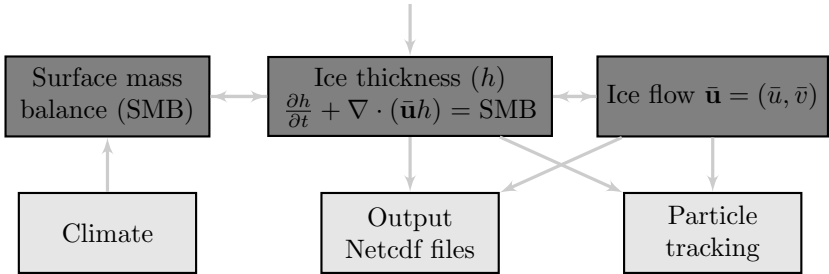 Surface mass
balance (SMB)
Ice thickness (h)
∂h/∂t + ∇ · (ūh) = SMB
Ice flow ū = (ū, v̄)
Climate
Output
Netcdf files
Particle
tracking